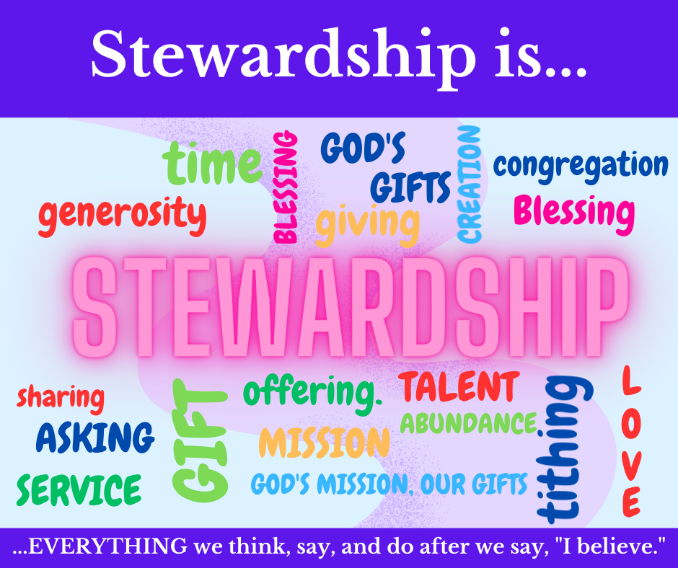 Stewardship is...
time
BLESSING
GOD'S
GIFTS
CREATION
congregation
generosity
giving
Blessing
STEWARDSHIP
sharing
ASKING
SERVICE
GIFT
offering.
TALENT
ABUNDANCE
MISSION
GOD'S MISSION, OUR GIFTS
tithing
LOVE
...EVERYTHING we think, say, and do after we say, "I believe."